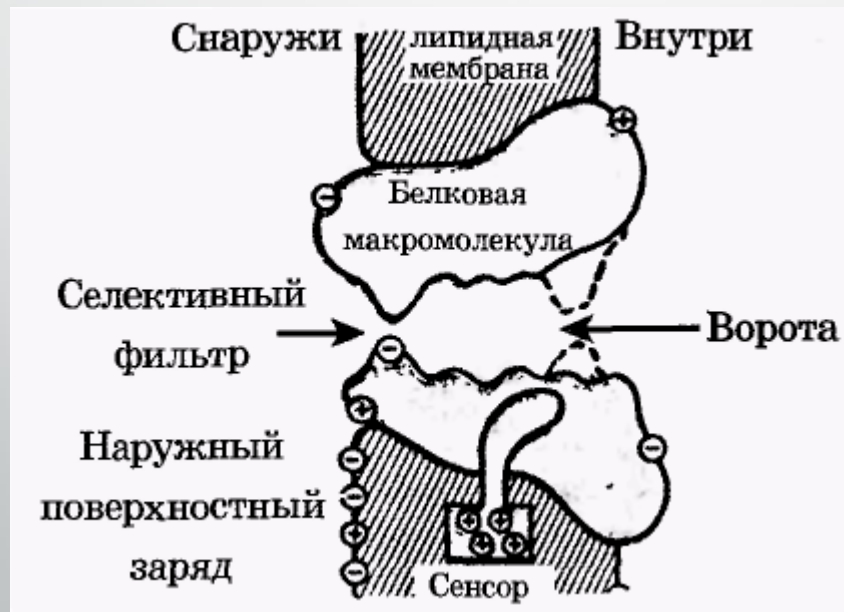 Снаружи
липидная
мембрана
Внутри
Белковая
макромолекула
Селективный
фильтр
Ворота
Наружный
поверхностный
заряд
Сенсор